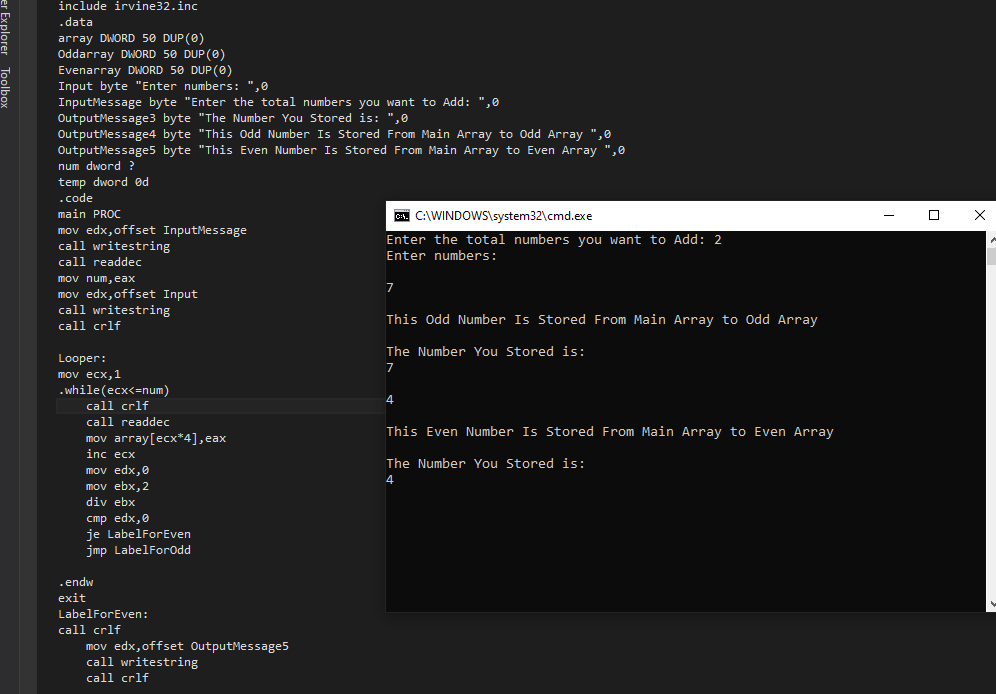 er Explorer
Toolbox
include irvine32.inc
.data
array DWORD 50 DUP(0)
Oddarray DWORD 50 DUP(0)
Evenarray DWORD 50 DUP(0)
Input byte "Enter numbers: ",0
InputMessage byte "Enter the total numbers you want to Add: ",0
OutputMessage3 byte "The Number You Stored is: ",0
OutputMessage4 byte "This Odd Number Is Stored From Main Array to Odd Array ",0
OutputMessage5 byte "This Even Number Is Stored From Main Array to Even Array ",0
num dword ?
temp dword 0d
.code
main PROC
mov edx,offset InputMessage
call writestring
call readdec
mov num,eax
mov edx,offset Input
call writestring
call crlf
Looper:
mov ecx,1
.while(ecx<=num)
call crlf
call readdec
mov array[ecx*4],eax
inc ecx
mov edx,0
mov ebx,2
div ebx
cmp edx,0
je LabelForEven
jmp LabelForOdd
.endw
exit
LabelForEven:
call crlf
mov edx,offset OutputMessage5
call writestring
call crlf
C:\WINDOWS\system32\cmd.exe
Enter the total numbers you want to Add: 2
Enter numbers:
7
This Odd Number Is Stored From Main Array to Odd Array
The Number You Stored is:
7
4
This Even Number Is Stored From Main Array to Even Array
The Number You Stored is:
4